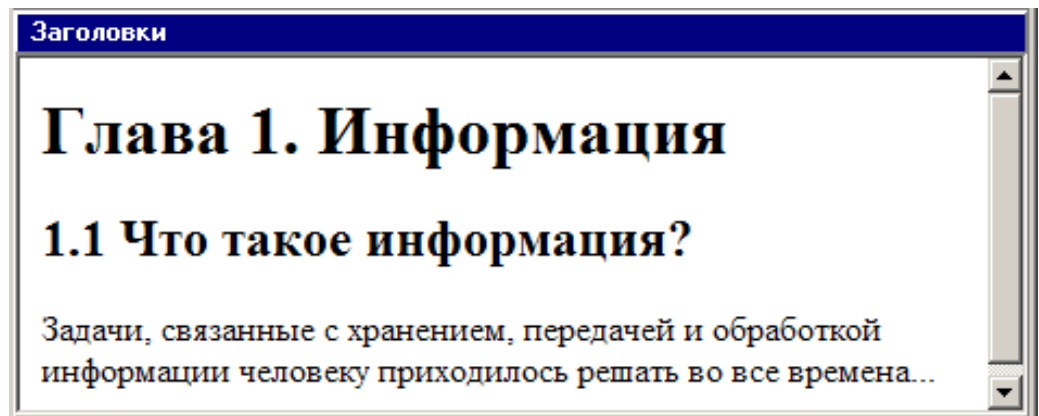 Заголовки
Глава 1. Информация
1.1 Что такое информация?
Задачи, связанные с хранением, передачей и обработкой
информации человеку приходилось решать во все времена...